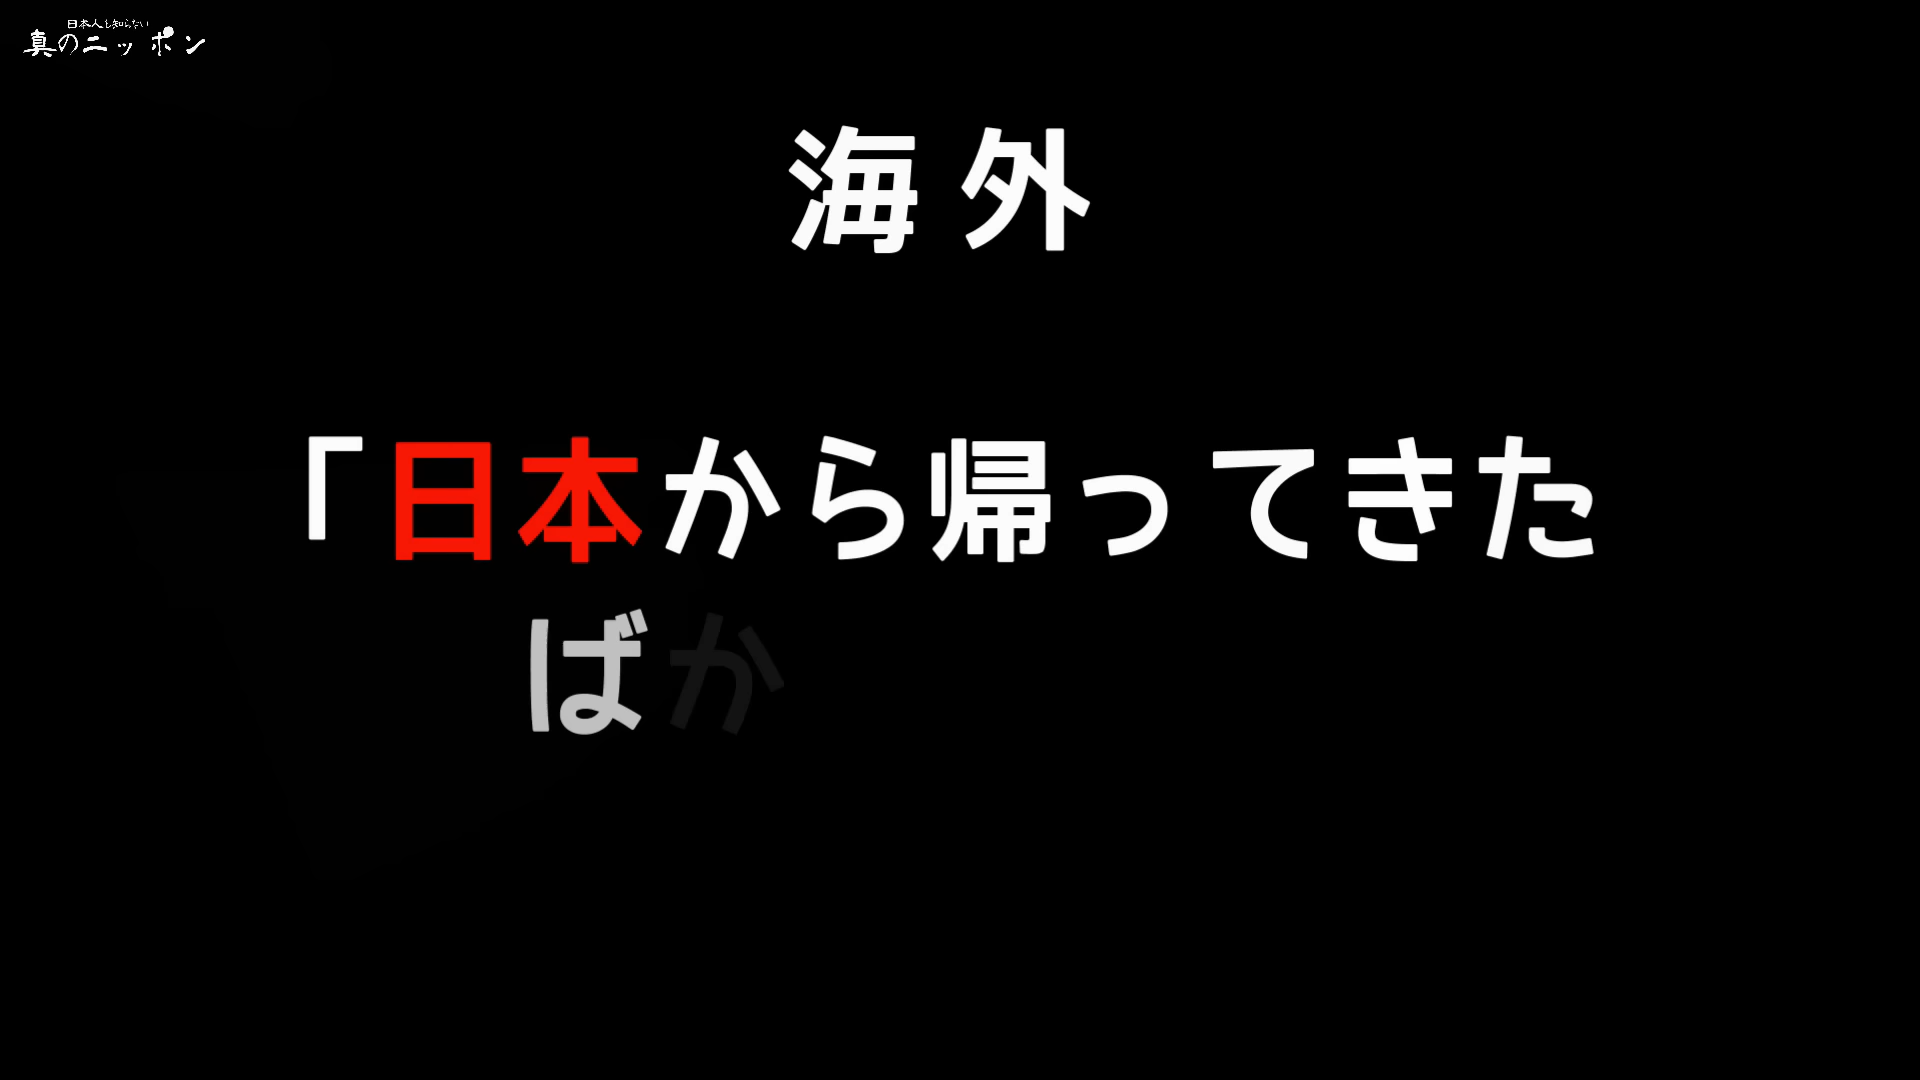 日本人も知らない
真のニッポン
海外
「日本から帰ってきた
ばか